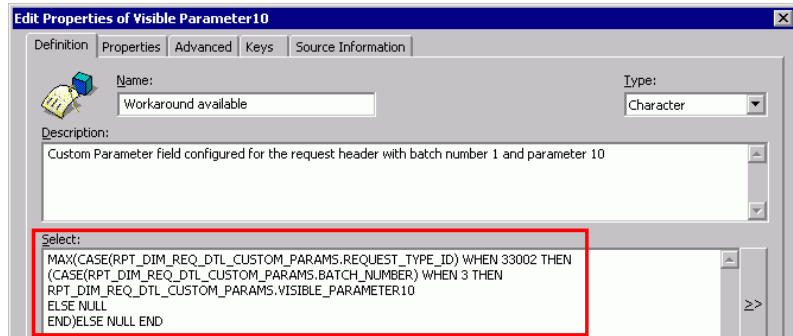 Edit Properties of Visible Parameter10
Definition Properties Advanced Keys Source Information
Name: Type:
Workaround available Character
Description:
Custom Parameter field configured for the request header with batch number 1 and parameter 10
Select:
MAX(CASE(RPT_DIM_REQ_DTL_CUSTOM_PARAMS.REQUEST_TYPE_ID) WHEN 33002 THEN
(CASE(RPT_DIM_REQ_DTL_CUSTOM_PARAMS.BATCH_NUMBER) WHEN 3 THEN
RPT_DIM_REQ_DTL_CUSTOM_PARAMS.VISIBLE_PARAMETER10
ELSE NULL
END)ELSE NULL END
>>